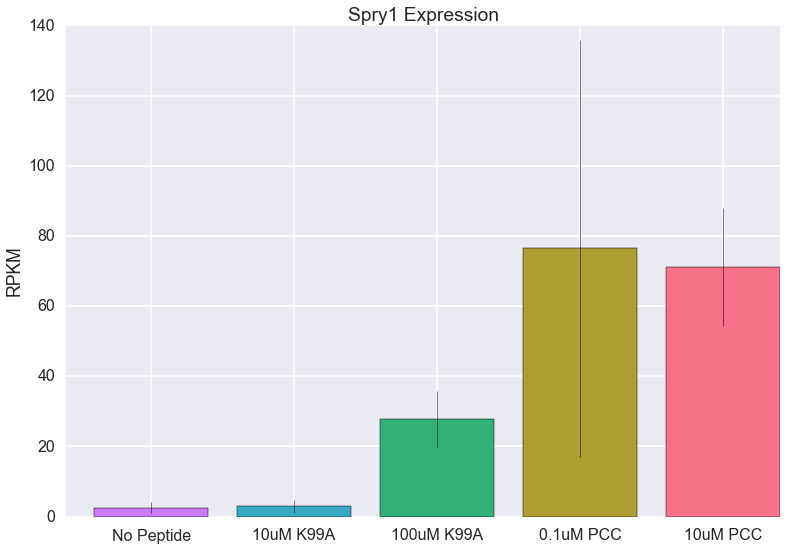 Spry1 Expression
140
120
100
80
60
40
20
0
RPKM
No Peptide
10uM K99A
100uM K99A
0.1uM PCC
10uM PCC